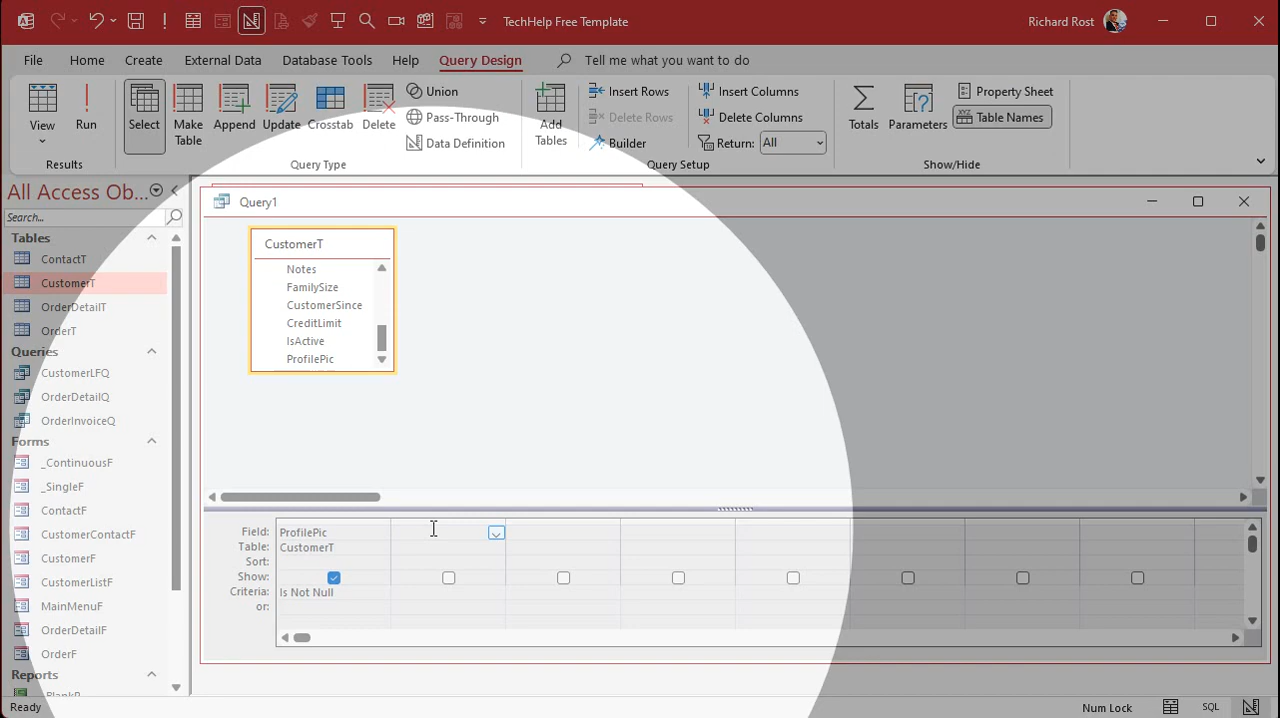 TechHelp Free Template
Richard Rost
File Home Create External Data Database Tools Help Query Design Tell me what you want to do
View
Run
Results
Select
Make Table
Append
Update
Crosstab
Delete
Union
Pass-Through
Data Definition
Query Type
Add Tables
Insert Rows
Delete Rows
Builder
Insert Columns
Delete Columns
Return: All
Query Setup
Totals
Parameters
Property Sheet
Table Names
Show/Hide
All Access Ob...
Search...
Tables
ContactT
CustomerT
OrderDetailT
OrderT
Queries
CustomerLFQ
OrderDetailQ
OrderInvoiceQ
Forms
_ContinuousF
_SingleF
ContactF
CustomerContactF
CustomerF
CustomerListF
MainMenuF
OrderDetailF
OrderF
Reports
Query1
CustomerT
Notes
FamilySize
CustomerSince
CreditLimit
IsActive
ProfilePic
Field: ProfilePic
Table: CustomerT
Sort:
Show:
Criteria: Is Not Null
or:
Ready
Num Lock
SQL